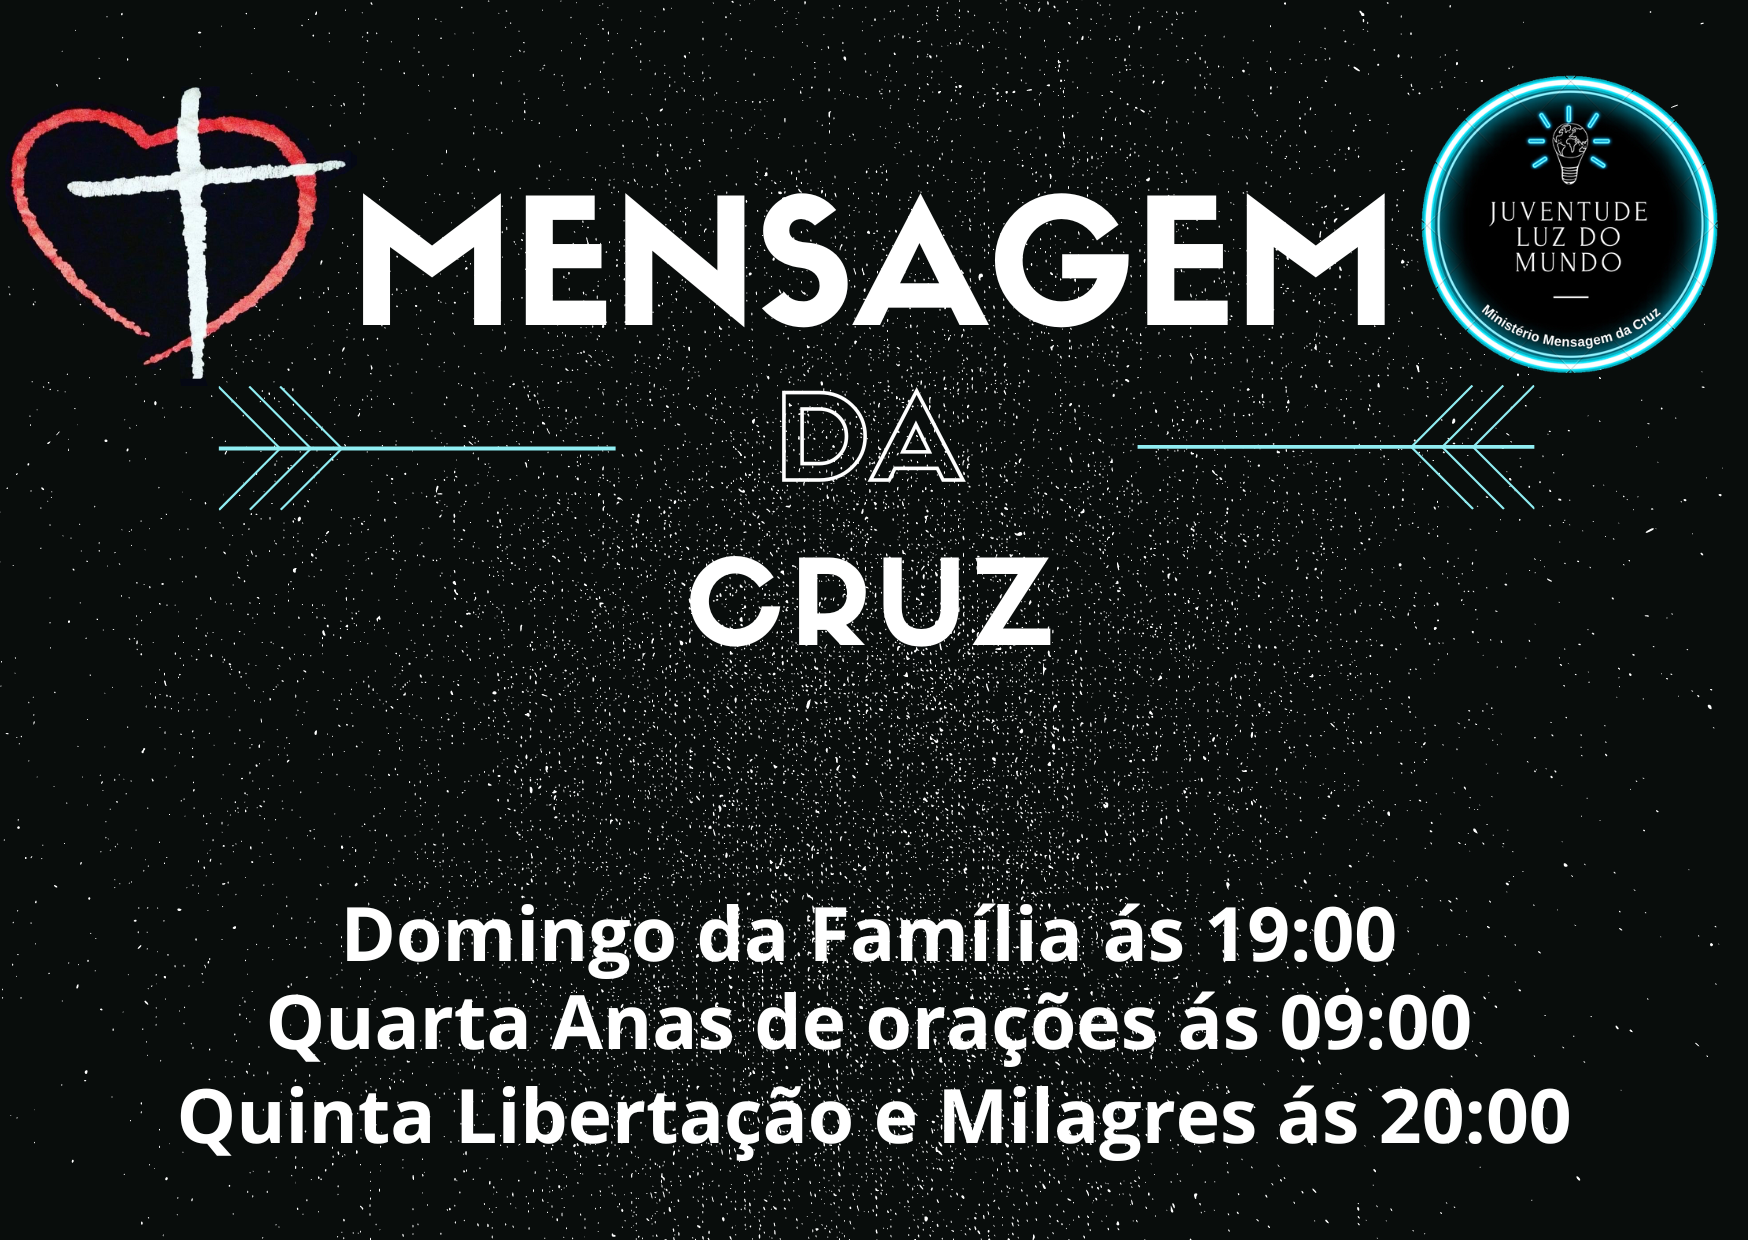 MENSAGEM
DA
CRUZ
JUVENTUDE
LUZ DO
MUNDO
Ministério Mensagem da Cruz
Domingo da Família ás 19:00
Quarta Anas de orações ás 09:00
Quinta Libertação e Milagres ás 20:00